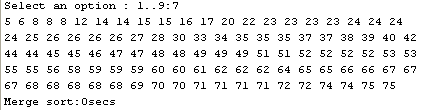 Select an option : 1..9:7
5 6 8 8 8 12 14 14 15 15 16 17 20 22 23 23 23 23 24 24 24
24 25 26 26 26 26 27 28 30 33 34 35 35 35 37 37 38 39 40 42
44 44 45 45 46 47 47 48 48 49 49 49 51 51 52 52 52 52 53 53
55 55 56 58 59 59 59 60 60 61 62 62 62 64 65 65 66 66 67 67
67 68 68 68 68 69 70 70 71 71 71 71 72 72 74 74 75 75
Merge sort:0secs